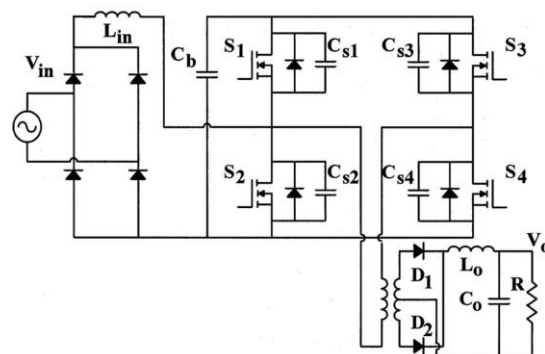 L_in
V_in
C_b
S_1
C_s1
C_s3
S_3
S_2
C_s2
C_s4
S_4
V_o
D_1
L_o
R
C_o
D_2